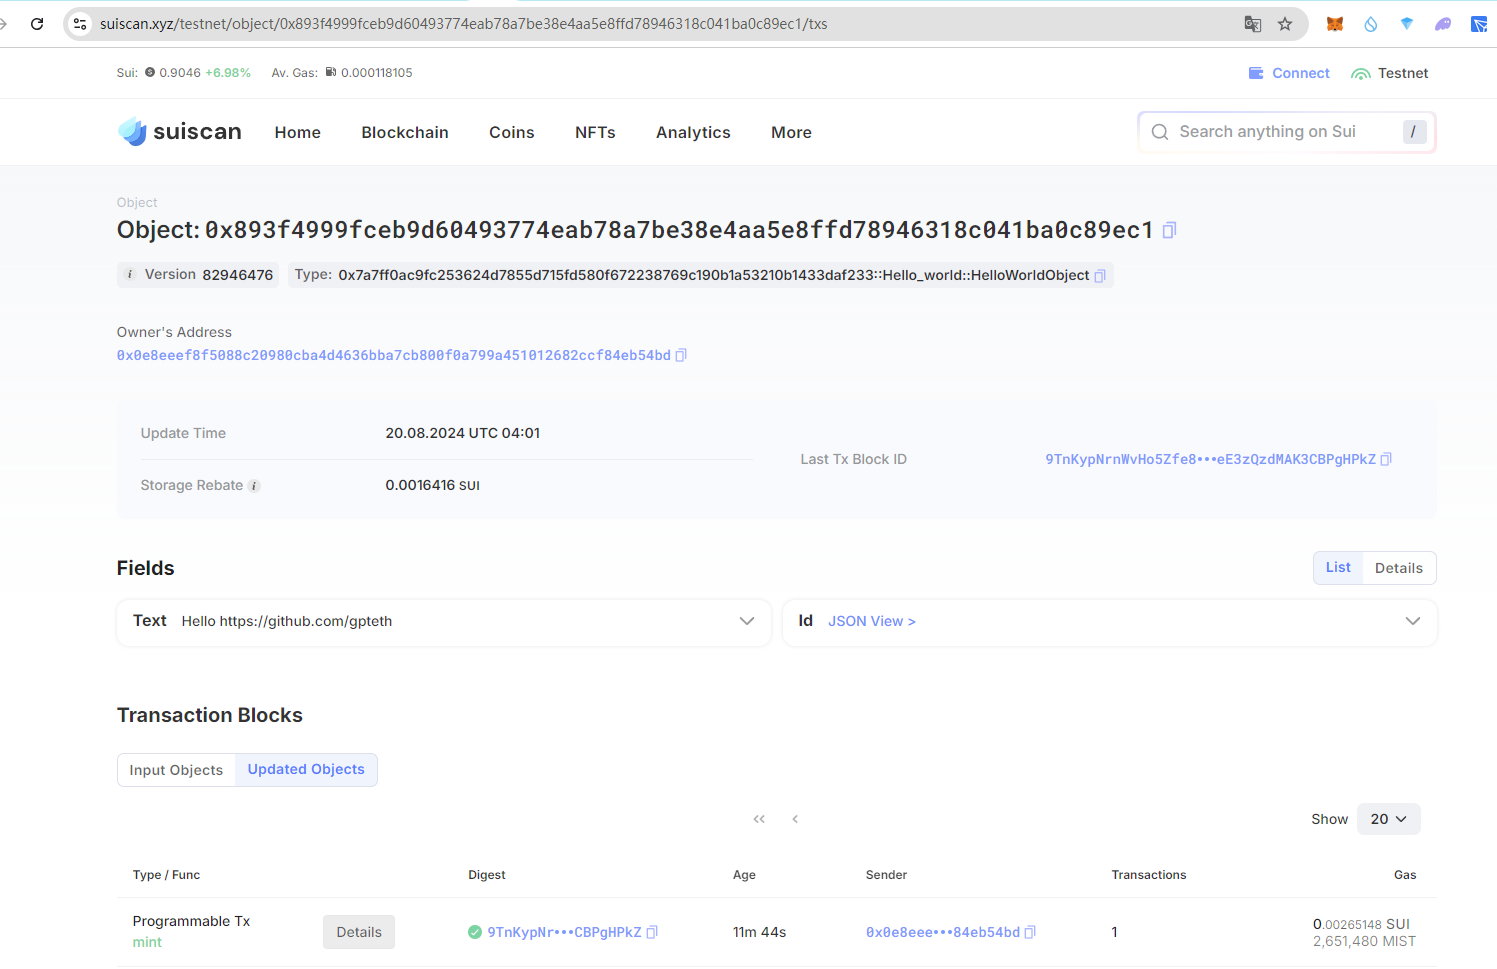 suiscan.xyz/testnet/object/0x893f4999fceb9d60493774eab78a7be38e4aa5e8ffd78946318c041ba0c89ec1/txs
Sui: 0.9046 +6.98% Av. Gas: 0.000118105
Connect Testnet
suiscan Home Blockchain Coins NFTs Analytics More
Search anything on Sui /
Object
Object: 0x893f4999fceb9d60493774eab78a7be38e4aa5e8ffd78946318c041ba0c89ec1
i Version 82946476 Type: 0x7a7ff0ac9fc253624d7855d715fd580f672238769c190b1a53210b1433daf233::Hello_world::HelloWorldObject
Owner's Address
0x0e8eeef8f5088c20980cba4d4636bba7cb800f0a799a451012682ccf84eb54bd
Update Time 20.08.2024 UTC 04:01
Last Tx Block ID 9TnKypNrnWvHo5Zfe8•••eE3zQzdMAK3CBPgHPkZ
Storage Rebate i 0.0016416 SUI
Fields
List Details
Text Hello https://github.com/gpteth
Id JSON View >
Transaction Blocks
Input Objects Updated Objects
Show 20
Type / Func Digest Age Sender Transactions Gas
Programmable Tx
mint
Details
9TnKypNr•••CBPgHPkZ 11m 44s 0x0e8eee•••84eb54bd 1
0.00265148 SUI
2,651,480 MIST